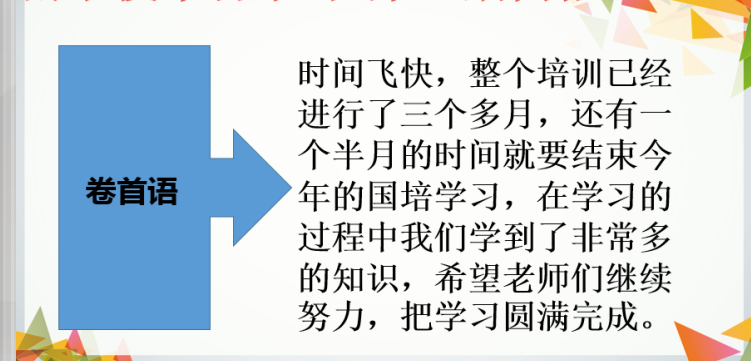 卷首语
时间飞快，整个培训已经
进行了三个多月，还有一
个半月的时间就要结束今
年的国培学习，在学习的
过程中我们学到了非常多
的知识，希望老师们继续
努力，把学习圆满完成。